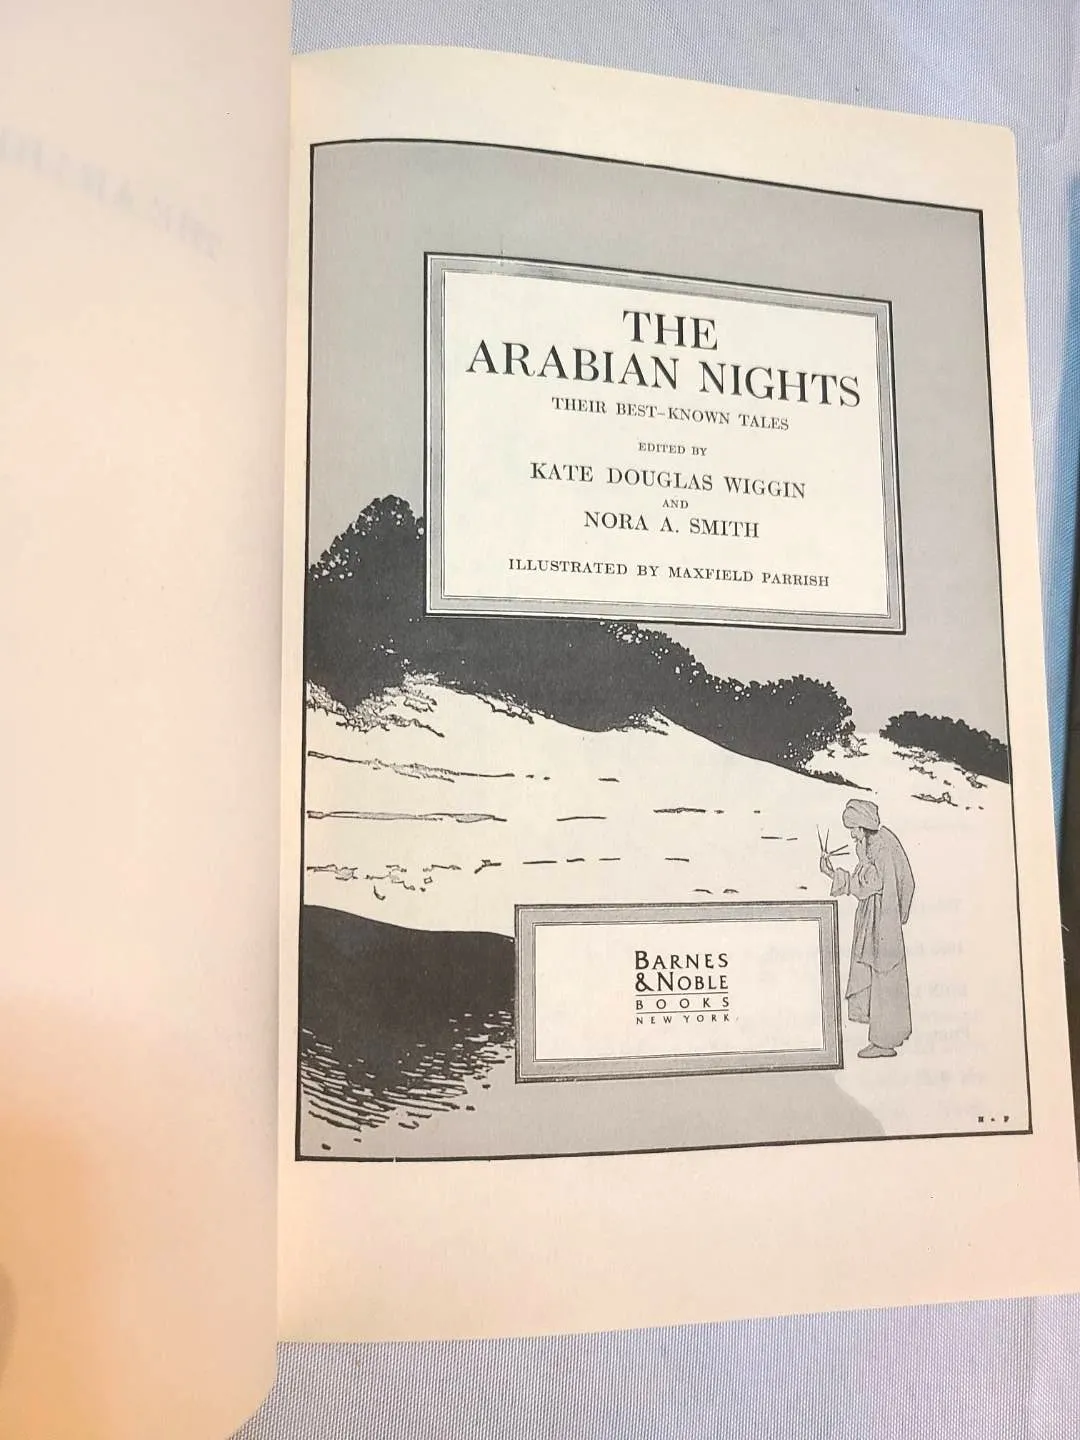 THE
ARABIAN NIGHTS
THEIR BEST-KNOWN TALES
EDITED BY
KATE DOUGLAS WIGGIN
AND
NORA A. SMITH
ILLUSTRATED BY MAXFIELD PARRISH
BARNES
& NOBLE
BOOKS
NEW YORK
M · P